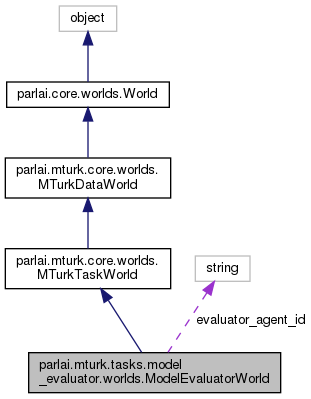 object
parlai.core.worlds.World
parlai.mturk.core.worlds.
MTurkDataWorld
parlai.mturk.core.worlds.
MTurkTaskWorld
string
evaluator_agent_id
parlai.mturk.tasks.model
_evaluator.worlds.ModelEvaluatorWorld